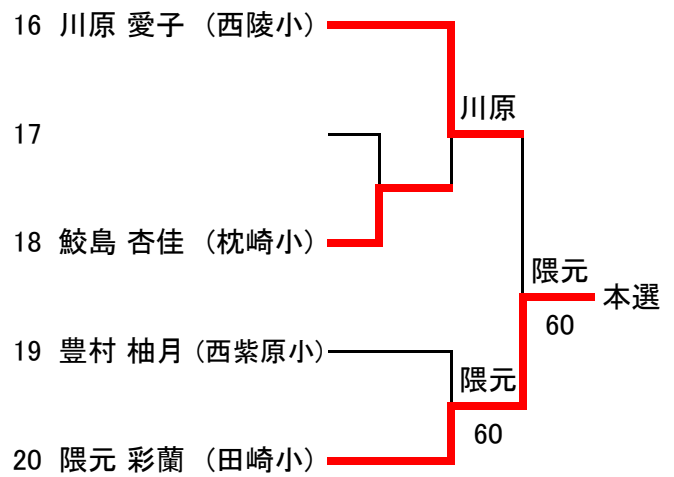 16 川原 愛子 (西陵小)
川原
17
18 鮫島 杏佳 (枕崎小)
隈元
本選
60
19 豊村 柚月 (西紫原小)
隈元
60
20 隈元 彩蘭 (田崎小)